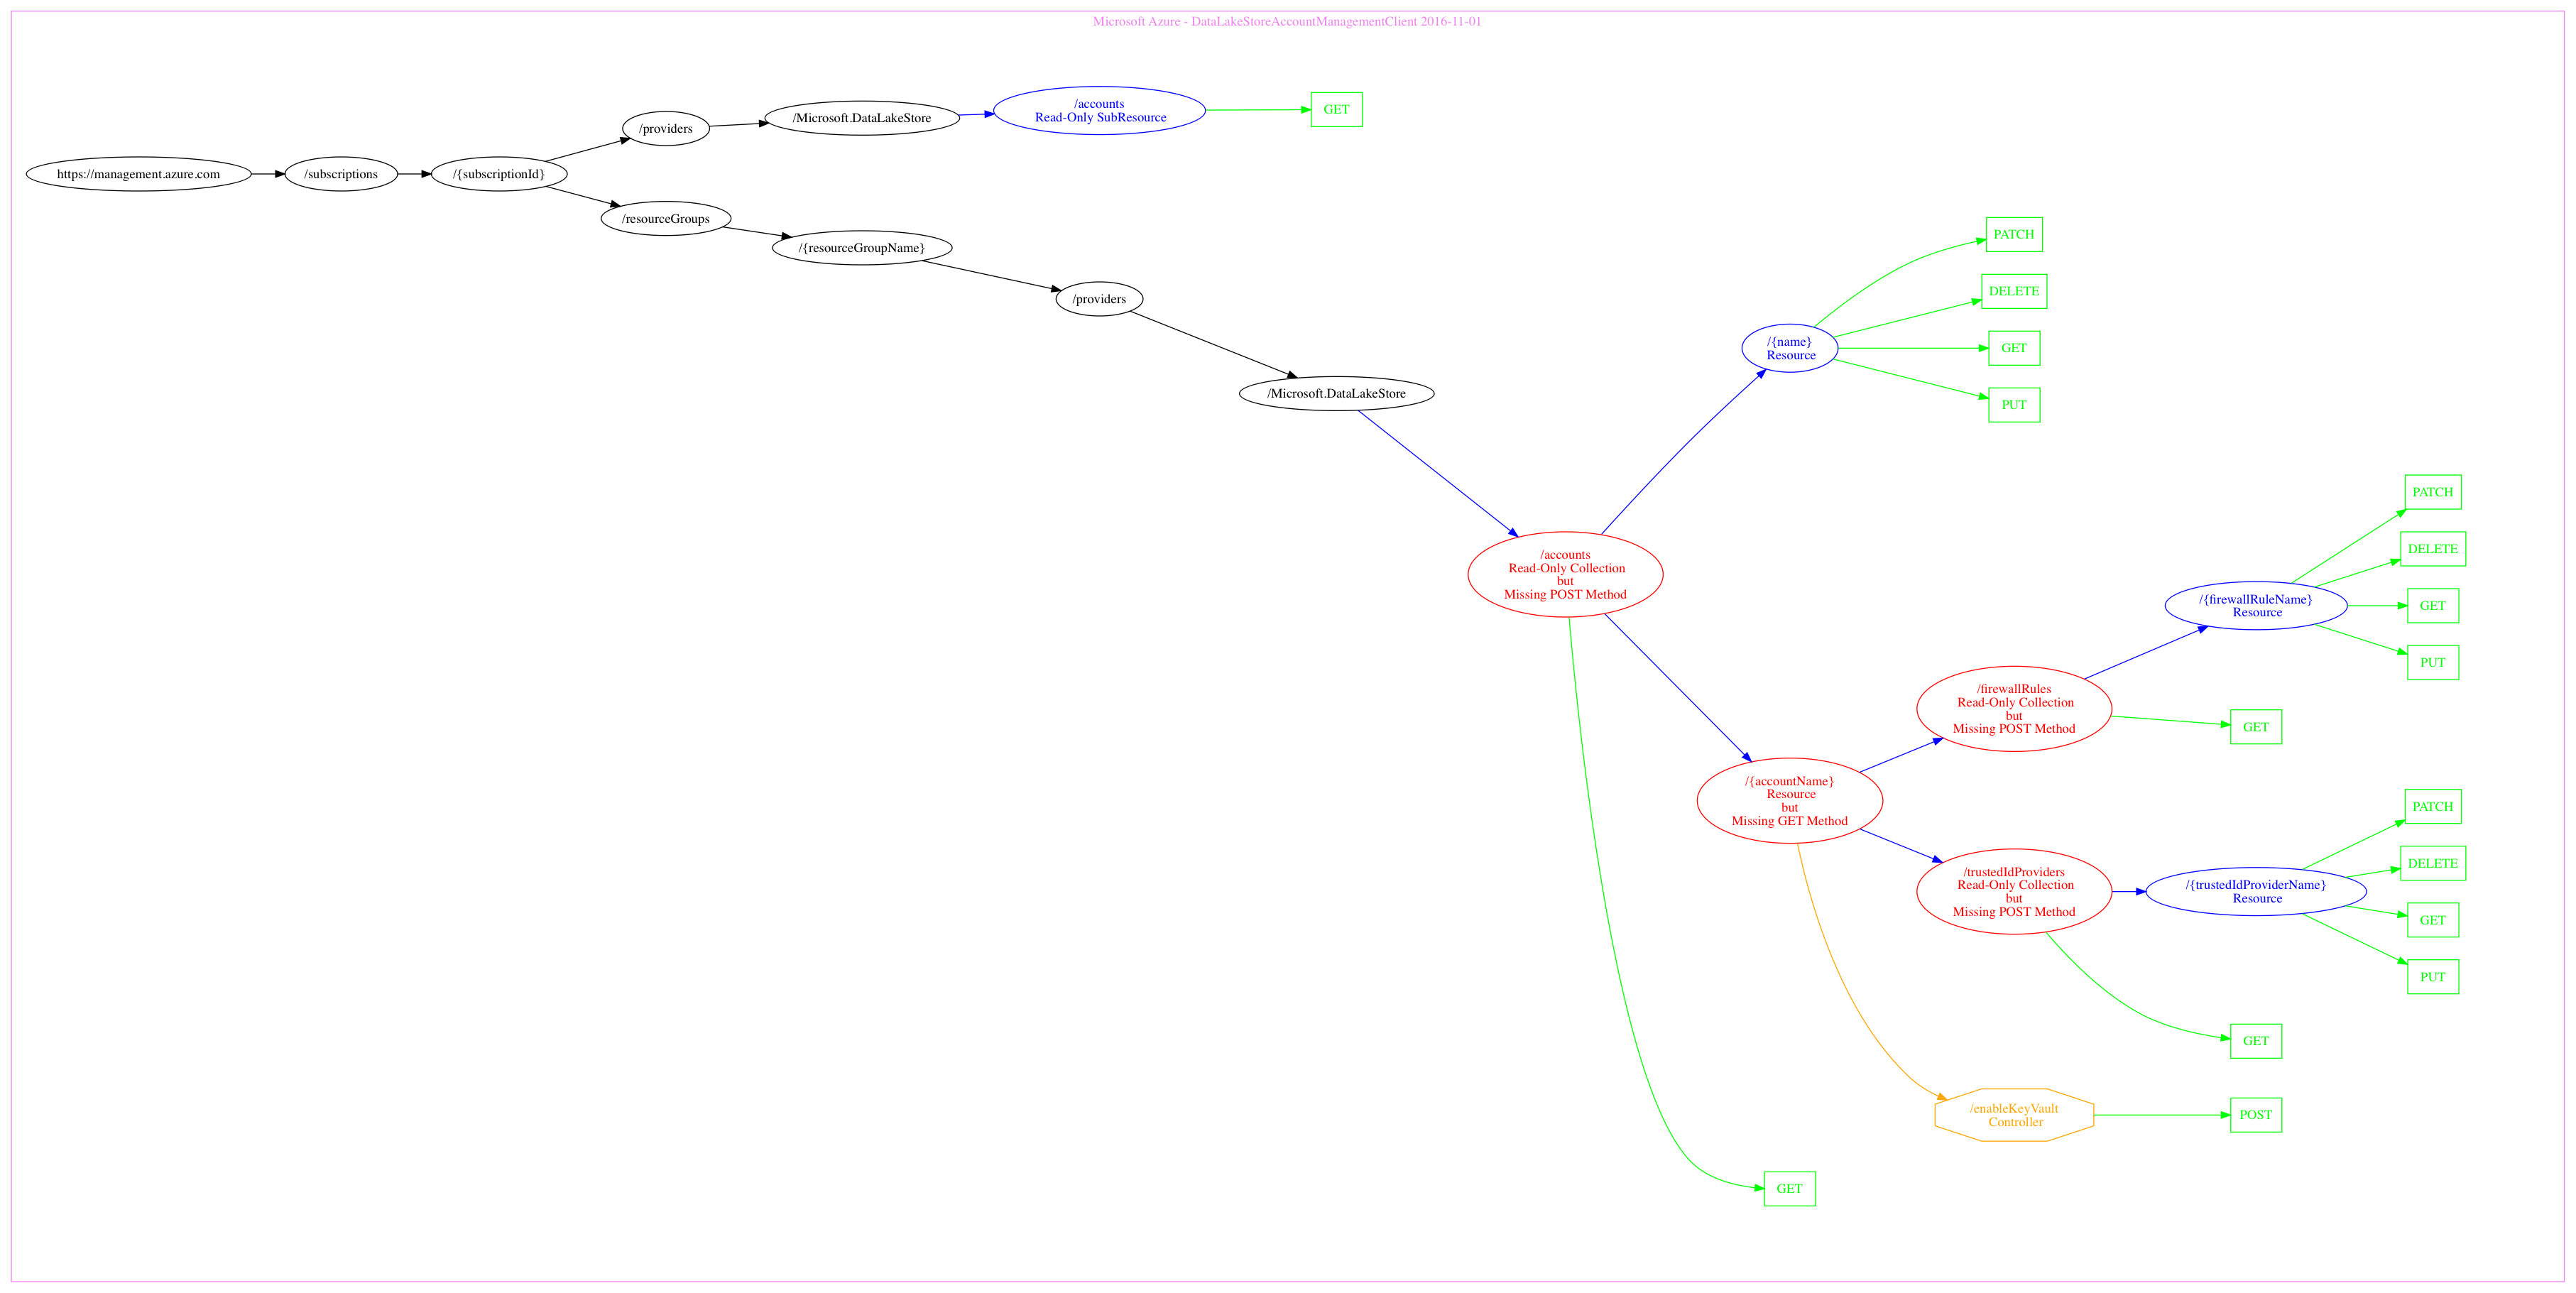 Microsoft Azure - DataLakeStoreAccountManagementClient 2016-11-01
https://management.azure.com
/subscriptions
/{subscriptionId}
/providers
/Microsoft.DataLakeStore
/accounts
Read-Only SubResource
GET
/resourceGroups
/{resourceGroupName}
/providers
/Microsoft.DataLakeStore
/accounts
Read-Only Collection
but
Missing POST Method
/{name}
Resource
PATCH
DELETE
GET
PUT
/{accountName}
Resource
but
Missing GET Method
/firewallRules
Read-Only Collection
but
Missing POST Method
/{firewallRuleName}
Resource
PATCH
DELETE
GET
PUT
GET
/trustedIdProviders
Read-Only Collection
but
Missing POST Method
/{trustedIdProviderName}
Resource
PATCH
DELETE
GET
PUT
GET
/enableKeyVault
Controller
POST
GET